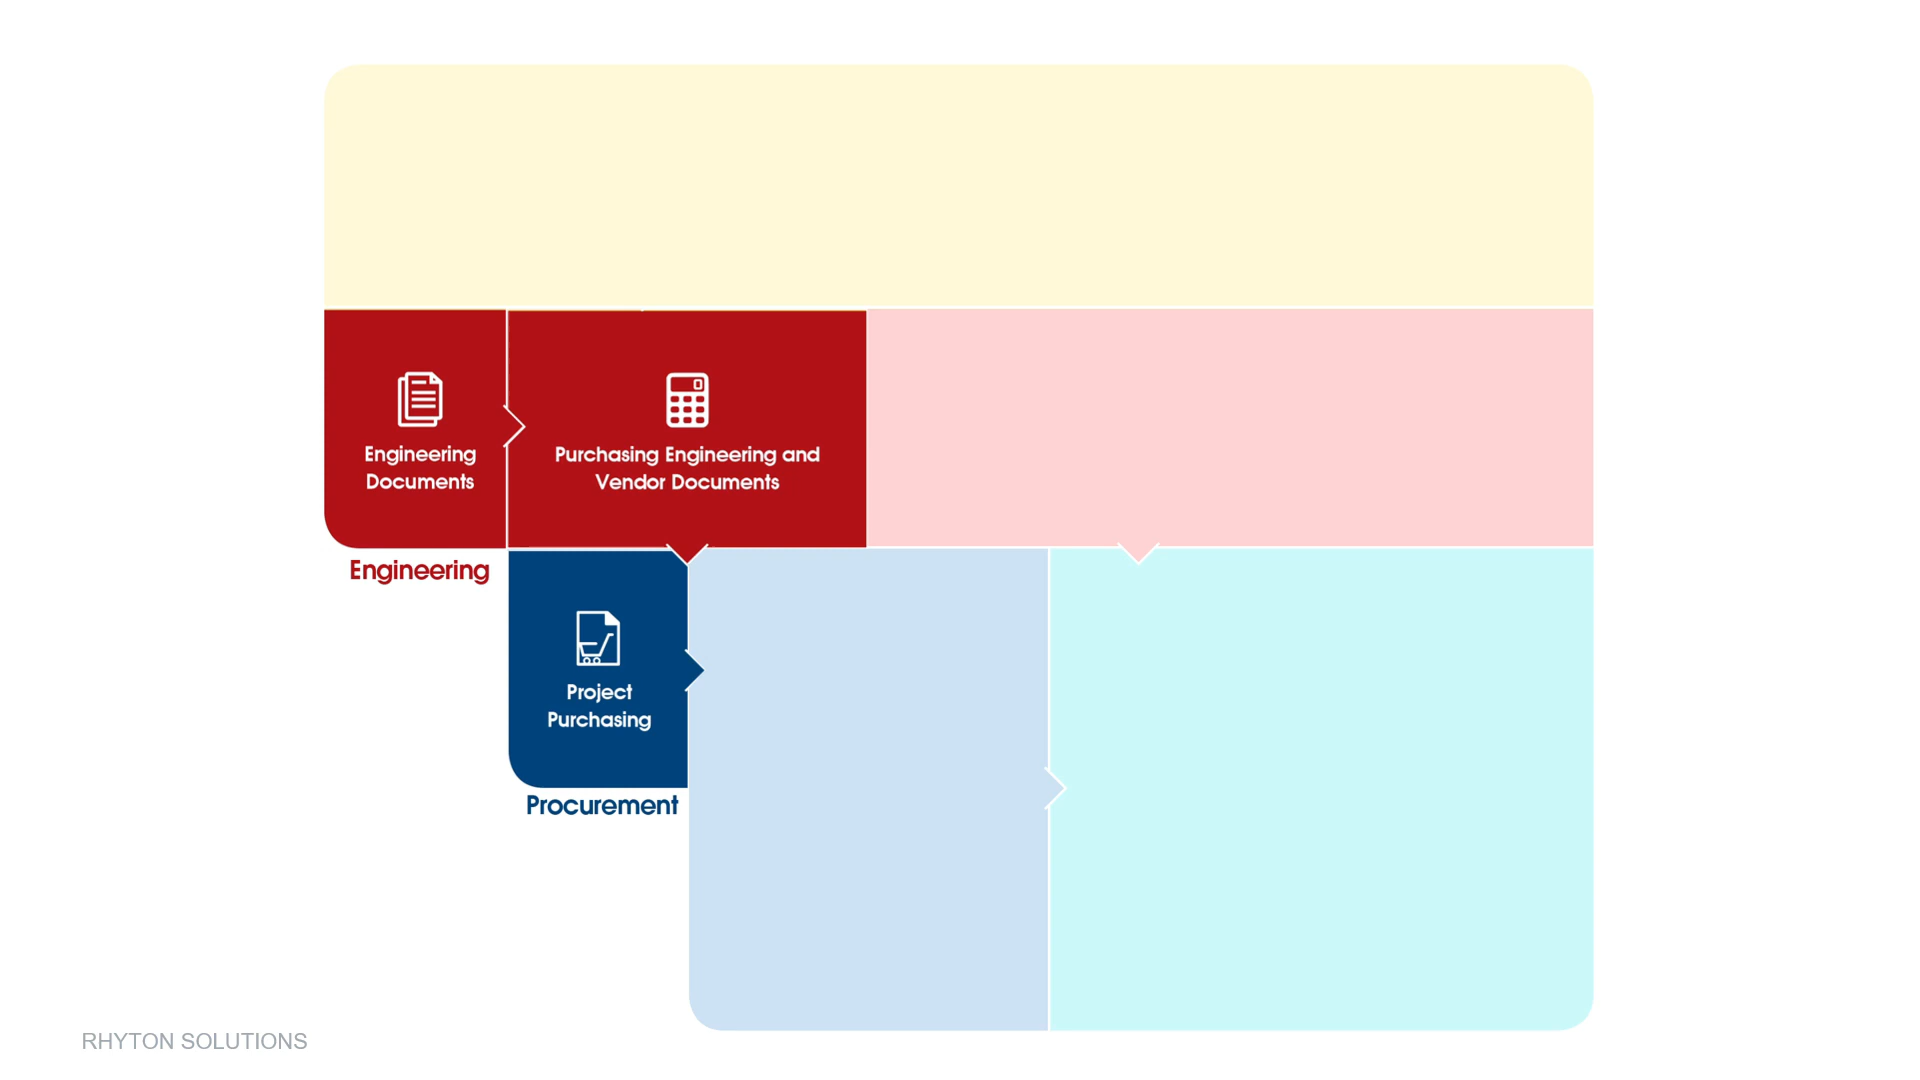 Engineering
Documents
Purchasing Engineering and
Vendor Documents
Engineering
Project
Purchasing
Procurement
RHYTON SOLUTIONS